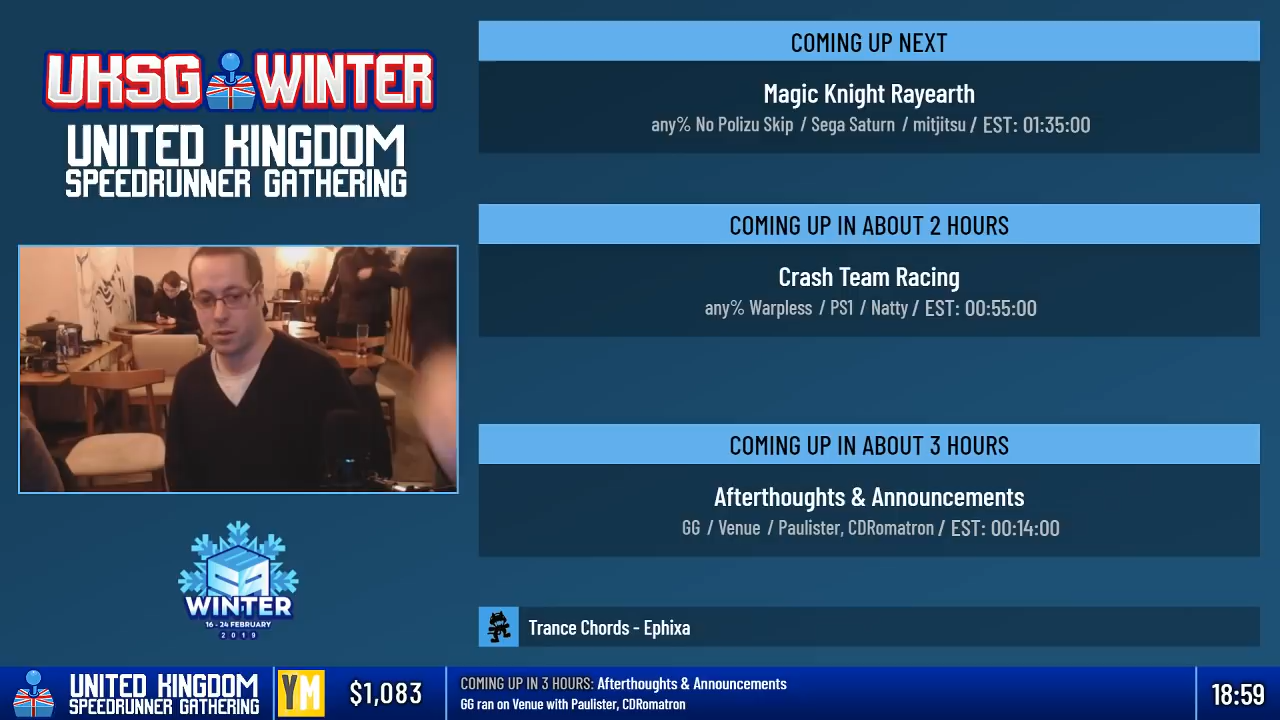 UKSG WINTER
UNITED KINGDOM
SPEEDRUNNER GATHERING
COMING UP NEXT
Magic Knight Rayearth
any% No Polizu Skip / Sega Saturn / mitjitsu / EST: 01:35:00
COMING UP IN ABOUT 2 HOURS
Crash Team Racing
any% Warpless / PS1 / Natty / EST: 00:55:00
COMING UP IN ABOUT 3 HOURS
Afterthoughts & Announcements
GG / Venue / Paulister, CDRomatron / EST: 00:14:00
ESA
WINTER
16 - 24 FEBRUARY
2019
Trance Chords - Ephixa
UNITED KINGDOM
SPEEDRUNNER GATHERING
YM
$1,083
COMING UP IN 3 HOURS: Afterthoughts & Announcements
GG ran on Venue with Paulister, CDRomatron
18:59